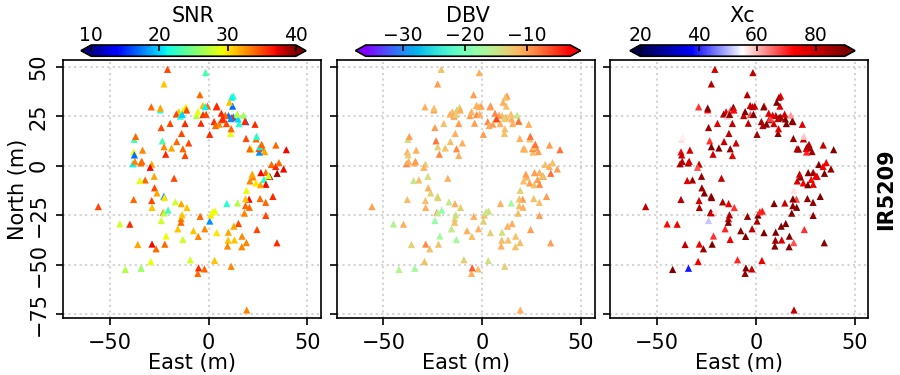 SNR DBV Xc
10 20 30 40 −30 −20 −10 20 40 60 80
50
25
0
−25
−50
−75
North (m)
IR5209
−50 0 50 −50 0 50 −50 0 50
East (m) East (m) East (m)